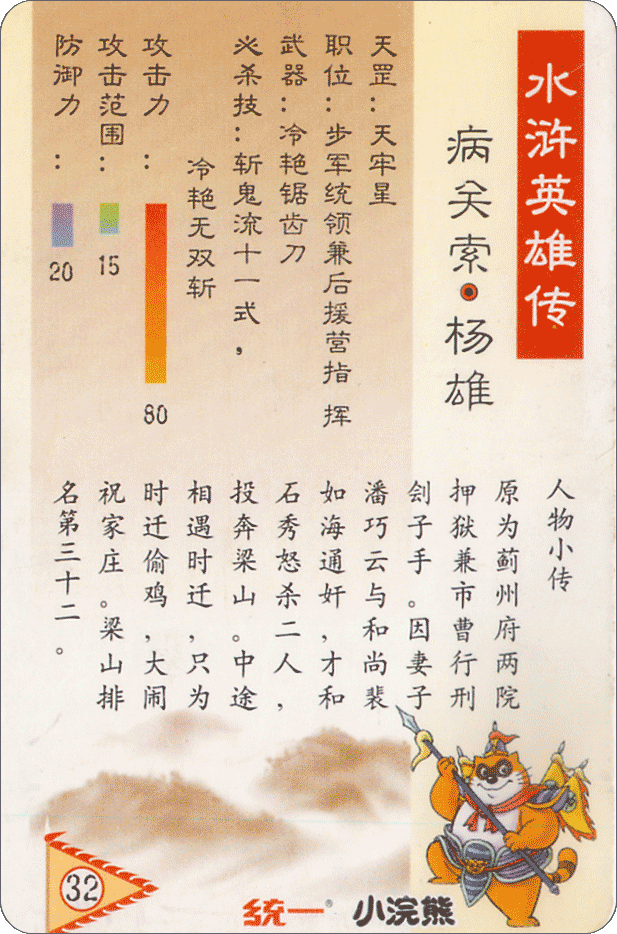 水浒英雄传
病关索·杨雄
天罡：天牢星
职位：步军统领兼后援营指挥
武器：冷艳锯齿刀
必杀技：斩鬼流十一式，
冷艳无双斩
攻击力：
80
攻击范围：
15
防御力：
20
人物小传
原为蓟州府两院
押狱兼市曹行刑
刽子手。因妻子
潘巧云与和尚裴
如海通奸，才和
石秀怒杀二人，
投奔梁山。中途
相遇时迁，只为
时迁偷鸡，大闹
祝家庄。梁山排
名第三十二。
32
统一® 小浣熊